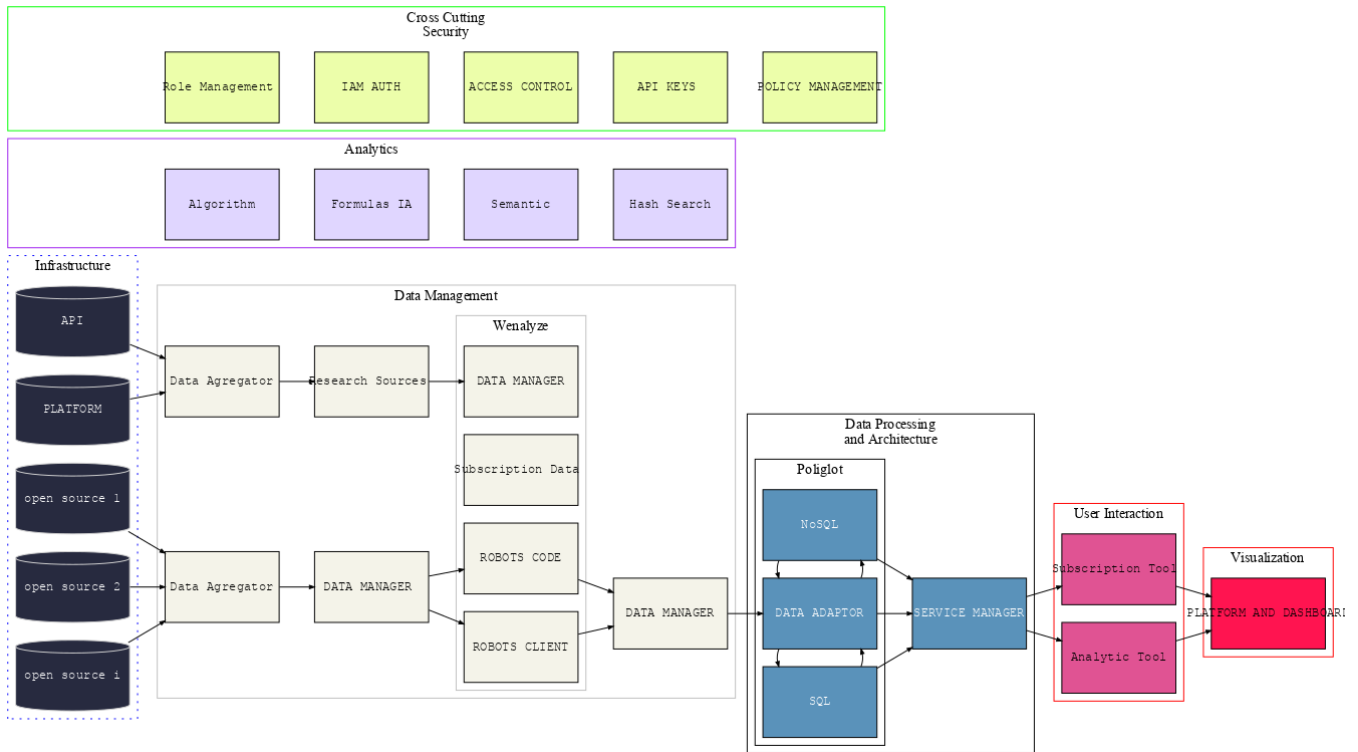 Cross Cutting
Security
Role Management
IAM AUTH
ACCESS CONTROL
API KEYS
POLICY MANAGEMENT
Analytics
Algorithm
Formulas IA
Semantic
Hash Search
Infrastructure
API
PLATFORM
open source 1
open source 2
open source i
Data Management
Data Agregator
Research Sources
Wenalyze
DATA MANAGER
Subscription Data
Data Agregator
DATA MANAGER
ROBOTS CODE
ROBOTS CLIENT
DATA MANAGER
Data Processing
and Architecture
Poliglot
NoSQL
DATA ADAPTOR
SQL
SERVICE MANAGER
User Interaction
Subscription Tool
Analytic Tool
Visualization
PLATFORM AND DASHBOARD